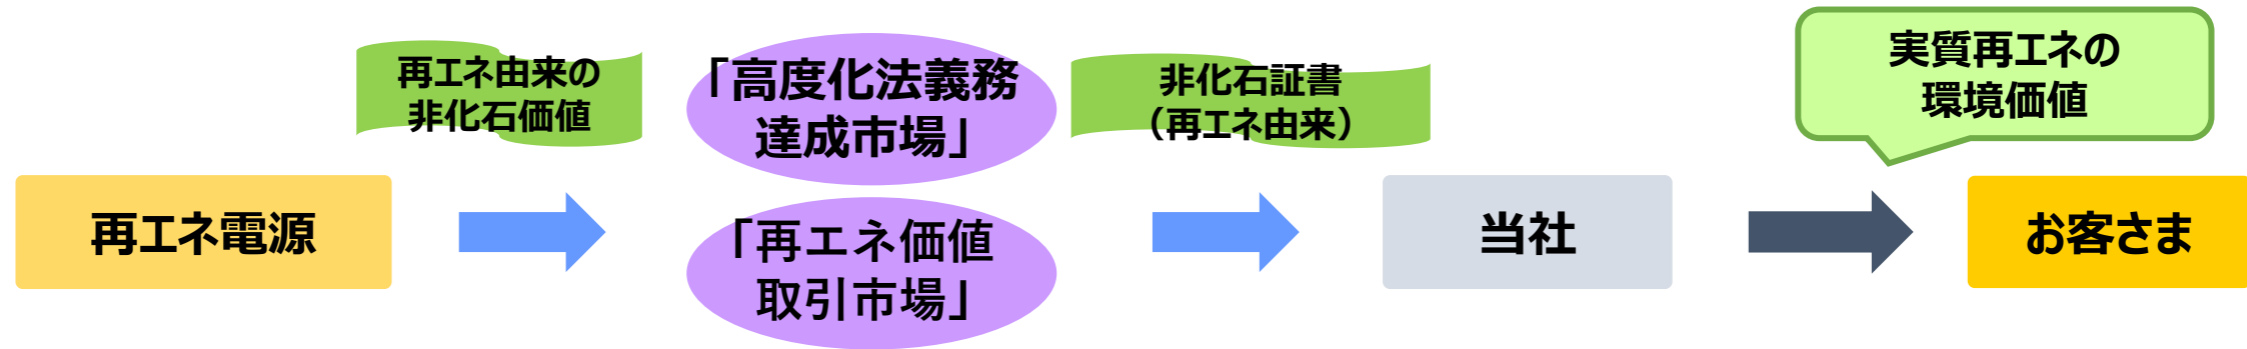 再エネ由来の
非化石価値
「高度化法義務
達成市場」
非化石証書
（再エネ由来）
実質再エネの
環境価値
再エネ電源
「再エネ価値
取引市場」
当社
お客さま